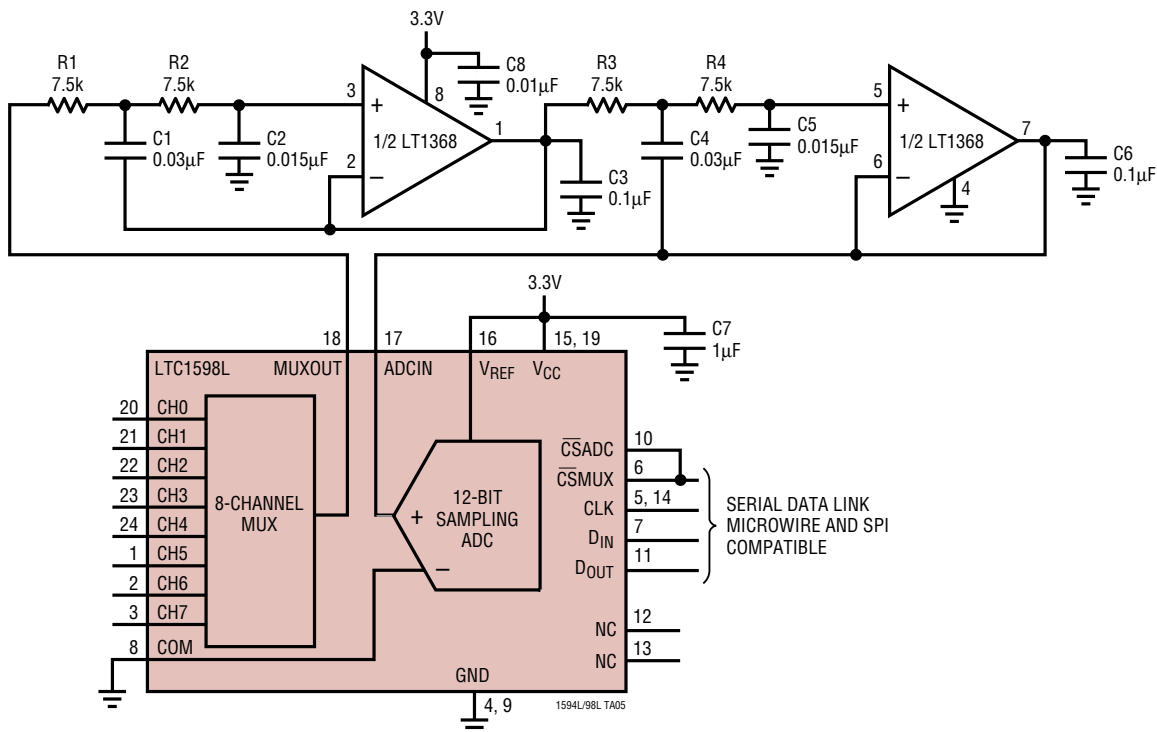 3.3V
R1
7.5k
R2
7.5k
C8
0.01µF
R3
7.5k
R4
7.5k
3
+
8
1/2 LT1368
1
2
–
C1
0.03µF
C2
0.015µF
C3
0.1µF
5
+
7
1/2 LT1368
6
–
4
C4
0.03µF
C5
0.015µF
C6
0.1µF
3.3V
18
17
16
15, 19
C7
1µF
LTC1598L
MUXOUT
ADCIN
VREF
VCC
20 CH0
21 CH1
22 CH2
23 CH3
24 CH4
1 CH5
2 CH6
3 CH7
8 COM
8-CHANNEL
MUX
+
12-BIT
SAMPLING
ADC
–
CSADC 10
CSMUX 6
CLK 5, 14
DIN 7
DOUT 11
NC 12
NC 13
SERIAL DATA LINK
MICROWIRE AND SPI
COMPATIBLE
GND
4, 9
1594L/98L TA05